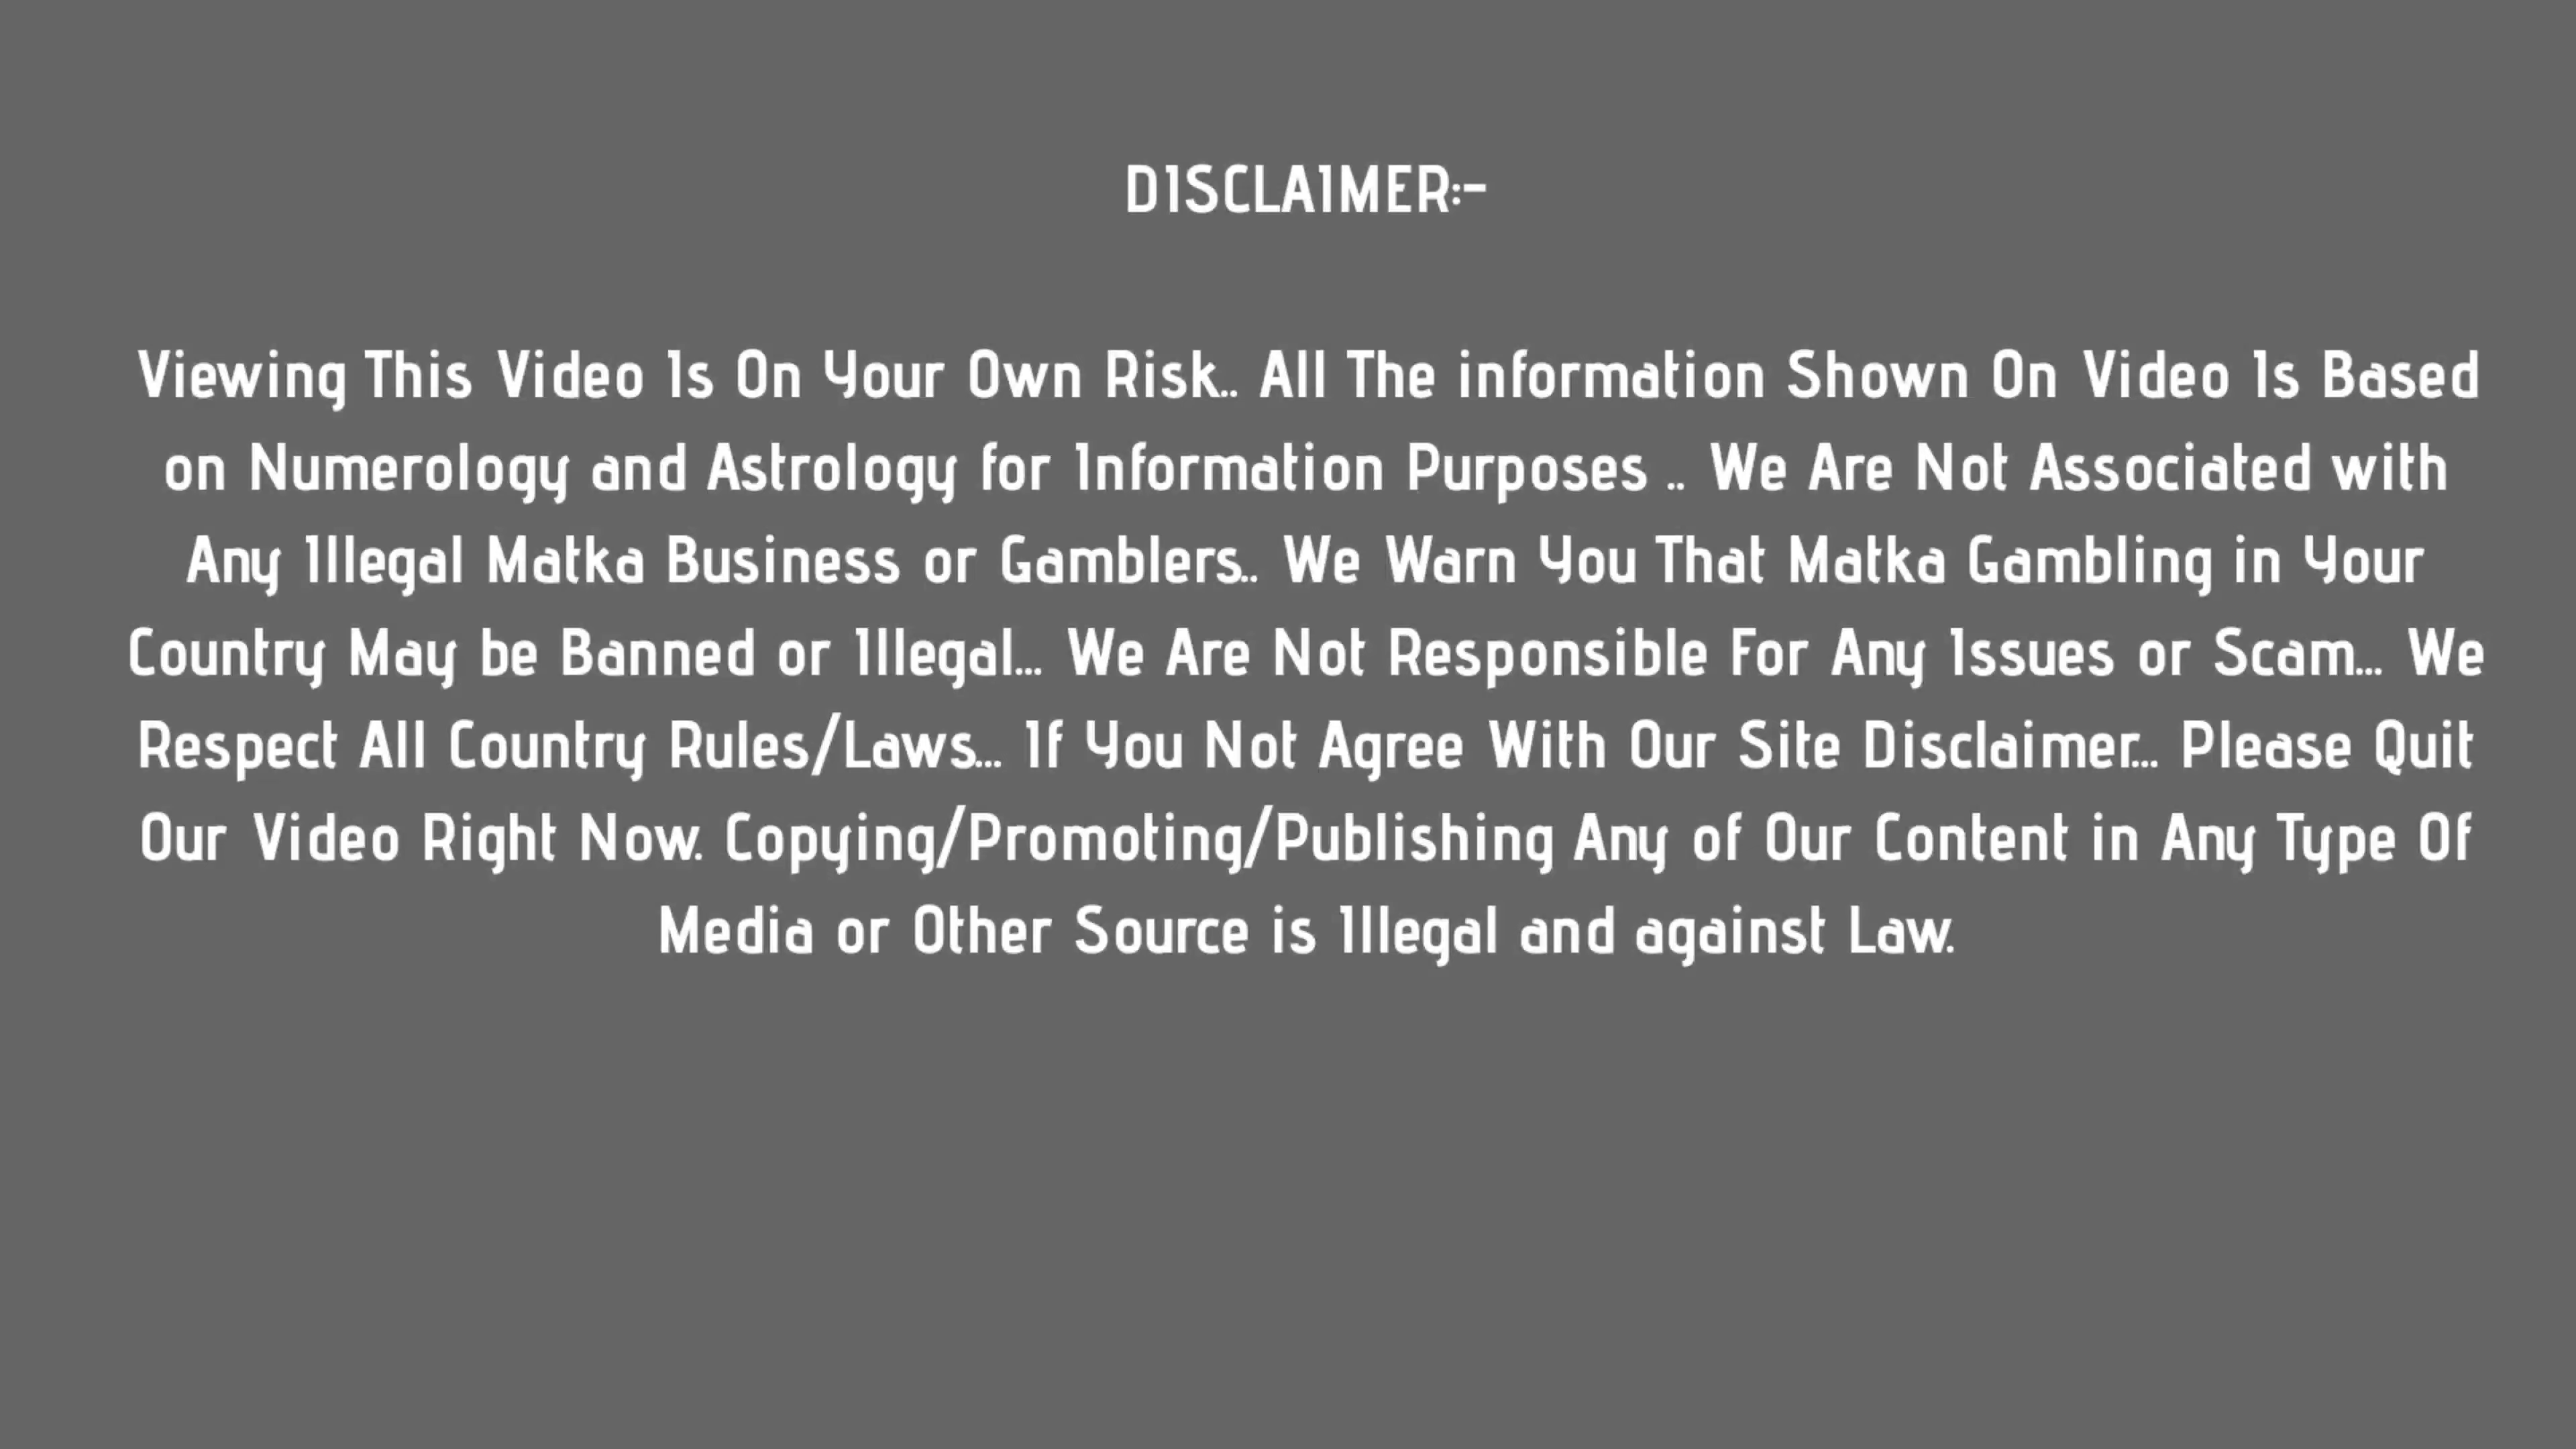 DISCLAIMER:-
Viewing This Video Is On Your Own Risk.. All The information Shown On Video Is Based
on Numerology and Astrology for Information Purposes .. We Are Not Associated with
Any Illegal Matka Business or Gamblers.. We Warn You That Matka Gambling in Your
Country May be Banned or Illegal... We Are Not Responsible For Any Issues or Scam... We
Respect All Country Rules/Laws... If You Not Agree With Our Site Disclaimer... Please Quit
Our Video Right Now. Copying/Promoting/Publishing Any of Our Content in Any Type Of
Media or Other Source is Illegal and against Law.